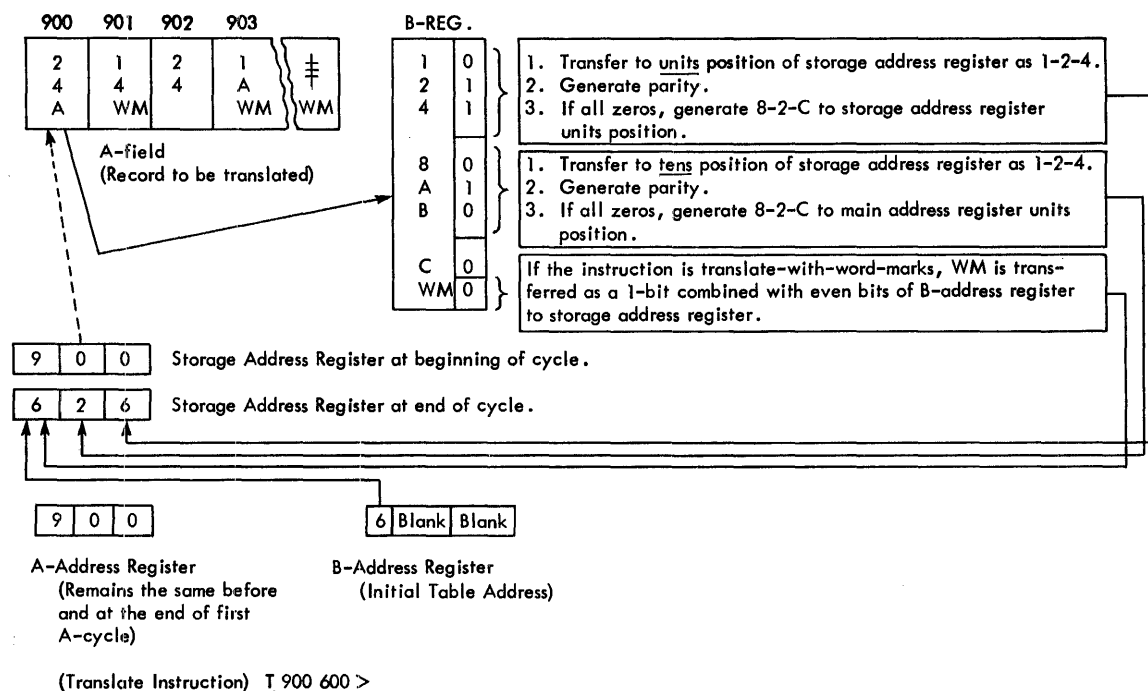 900 901 902 903
2 1 2 1 ⧧
4 4 4 A
A WM WM WM
A-field
(Record to be translated)
B-REG.
1 0
2 1
4 1
8 0
A 1
B 0
C 0
WM 0
1. Transfer to units position of storage address register as 1-2-4.
2. Generate parity.
3. If all zeros, generate 8-2-C to storage address register
units position.
1. Transfer to tens position of storage address register as 1-2-4.
2. Generate parity.
3. If all zeros, generate 8-2-C to main address register units
position.
If the instruction is translate-with-word-marks, WM is trans-
ferred as a 1-bit combined with even bits of B-address register
to storage address register.
9 0 0 Storage Address Register at beginning of cycle.
6 2 6 Storage Address Register at end of cycle.
9 0 0
6 Blank Blank
A-Address Register
(Remains the same before
and at the end of first
A-cycle)
B-Address Register
(Initial Table Address)
(Translate Instruction) T 900 600 >